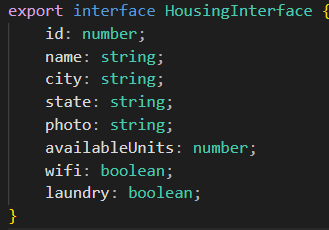 export interface HousingInterface {
    id: number;
    name: string;
    city: string;
    state: string;
    photo: string;
    availableUnits: number;
    wifi: boolean;
    laundry: boolean;
}